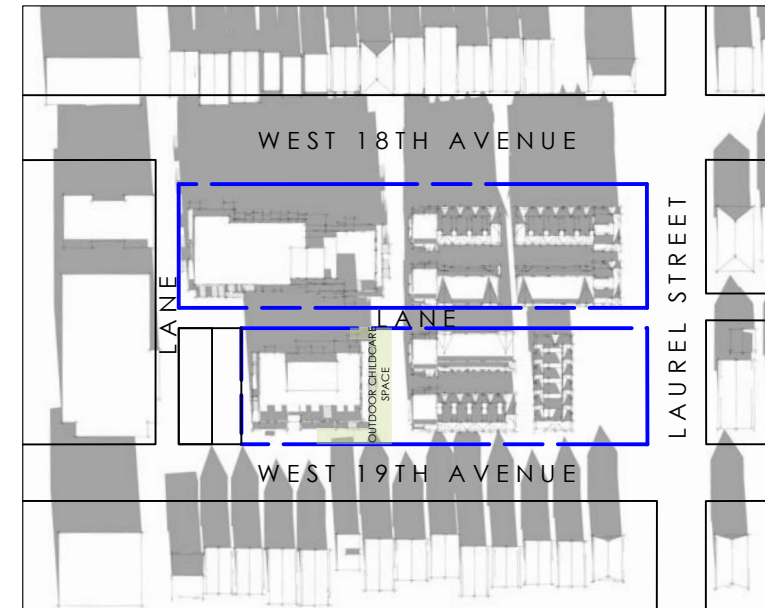 WEST 18TH AVENUE
LANE
LANE
OUTDOOR CHILDCARE
SPACE
LAUREL STREET
WEST 19TH AVENUE